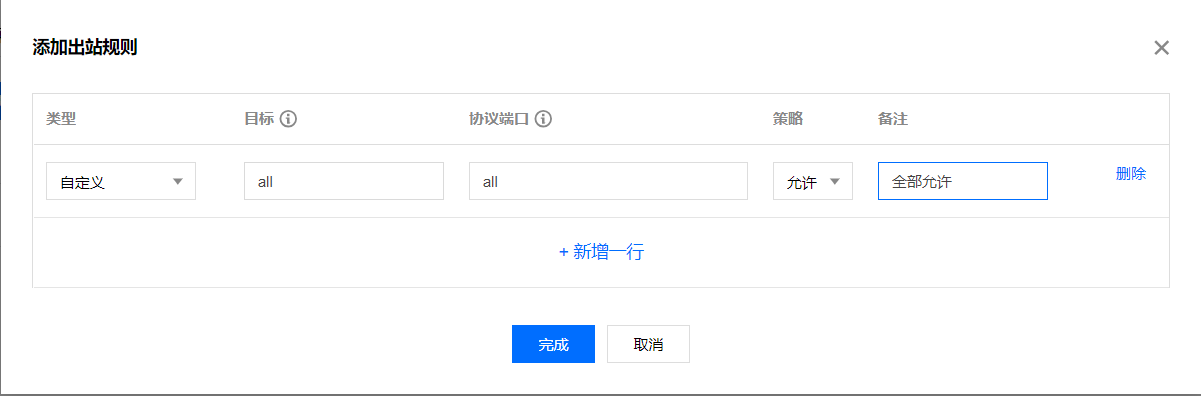 添加出站规则
类型 目标 协议端口 策略 备注
自定义 all all 允许 全部允许 删除
+ 新增一行
完成 取消